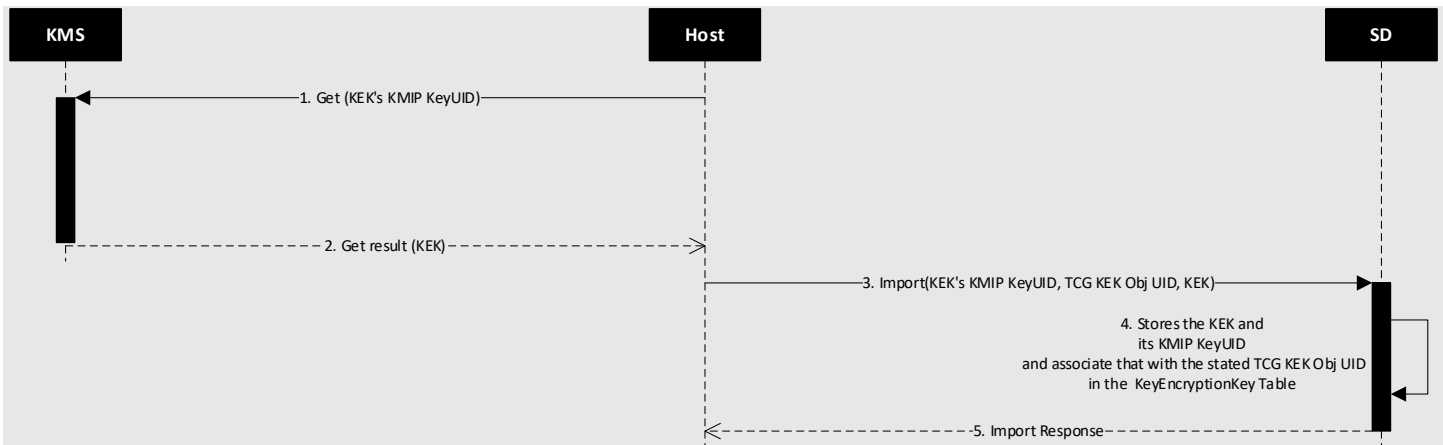 KMS
Host
SD
1. Get (KEK's KMIP KeyUID)
2. Get result (KEK)
3. Import(KEK's KMIP KeyUID, TCG KEK Obj UID, KEK)
4. Stores the KEK and
its KMIP KeyUID
and associate that with the stated TCG KEK Obj UID
in the KeyEncryptionKey Table
5. Import Response